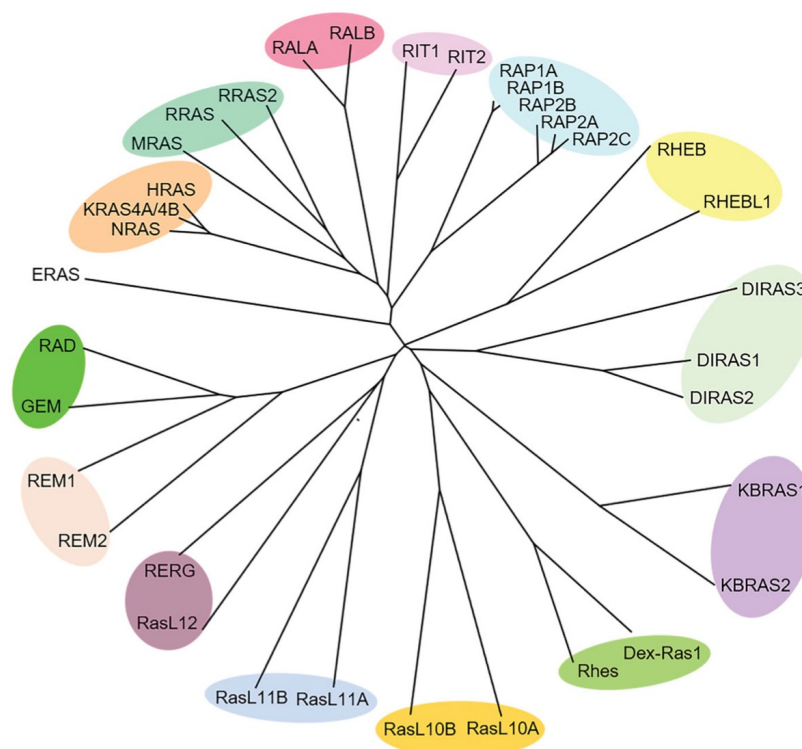 RALA
RALB
RIT1
RIT2
RAP1A
RAP1B
RAP2B
RAP2A
RAP2C
RHEB
RHEBL1
DIRAS3
DIRAS1
DIRAS2
KBRAS1
KBRAS2
Dex-Ras1
Rhes
RasL10A
RasL10B
RasL11A
RasL11B
RasL12
RERG
REM2
REM1
GEM
RAD
ERAS
NRAS
KRAS4A/4B
HRAS
MRAS
RRAS
RRAS2